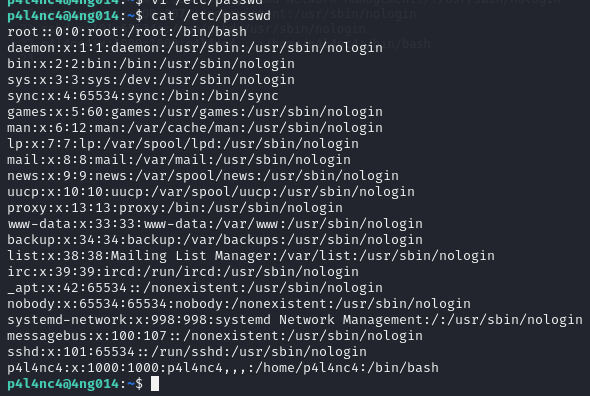 p4l4nc4@4ng014:~$ vi /etc/passwd
p4l4nc4@4ng014:~$ cat /etc/passwd
root::0:0:root:/root:/bin/bash
daemon:x:1:1:daemon:/usr/sbin:/usr/sbin/nologin
bin:x:2:2:bin:/bin:/usr/sbin/nologin
sys:x:3:3:sys:/dev:/usr/sbin/nologin
sync:x:4:65534:sync:/bin:/bin/sync
games:x:5:60:games:/usr/games:/usr/sbin/nologin
man:x:6:12:man:/var/cache/man:/usr/sbin/nologin
lp:x:7:7:lp:/var/spool/lpd:/usr/sbin/nologin
mail:x:8:8:mail:/var/mail:/usr/sbin/nologin
news:x:9:9:news:/var/spool/news:/usr/sbin/nologin
uucp:x:10:10:uucp:/var/spool/uucp:/usr/sbin/nologin
proxy:x:13:13:proxy:/bin:/usr/sbin/nologin
www-data:x:33:33:www-data:/var/www:/usr/sbin/nologin
backup:x:34:34:backup:/var/backups:/usr/sbin/nologin
list:x:38:38:Mailing List Manager:/var/list:/usr/sbin/nologin
irc:x:39:39:ircd:/run/ircd:/usr/sbin/nologin
_apt:x:42:65534::/nonexistent:/usr/sbin/nologin
nobody:x:65534:65534:nobody:/nonexistent:/usr/sbin/nologin
systemd-network:x:998:998:systemd Network Management:/:/usr/sbin/nologin
messagebus:x:100:107::/nonexistent:/usr/sbin/nologin
sshd:x:101:65534::/run/sshd:/usr/sbin/nologin
p4l4nc4:x:1000:1000:p4l4nc4,,,:/home/p4l4nc4:/bin/bash
p4l4nc4@4ng014:~$